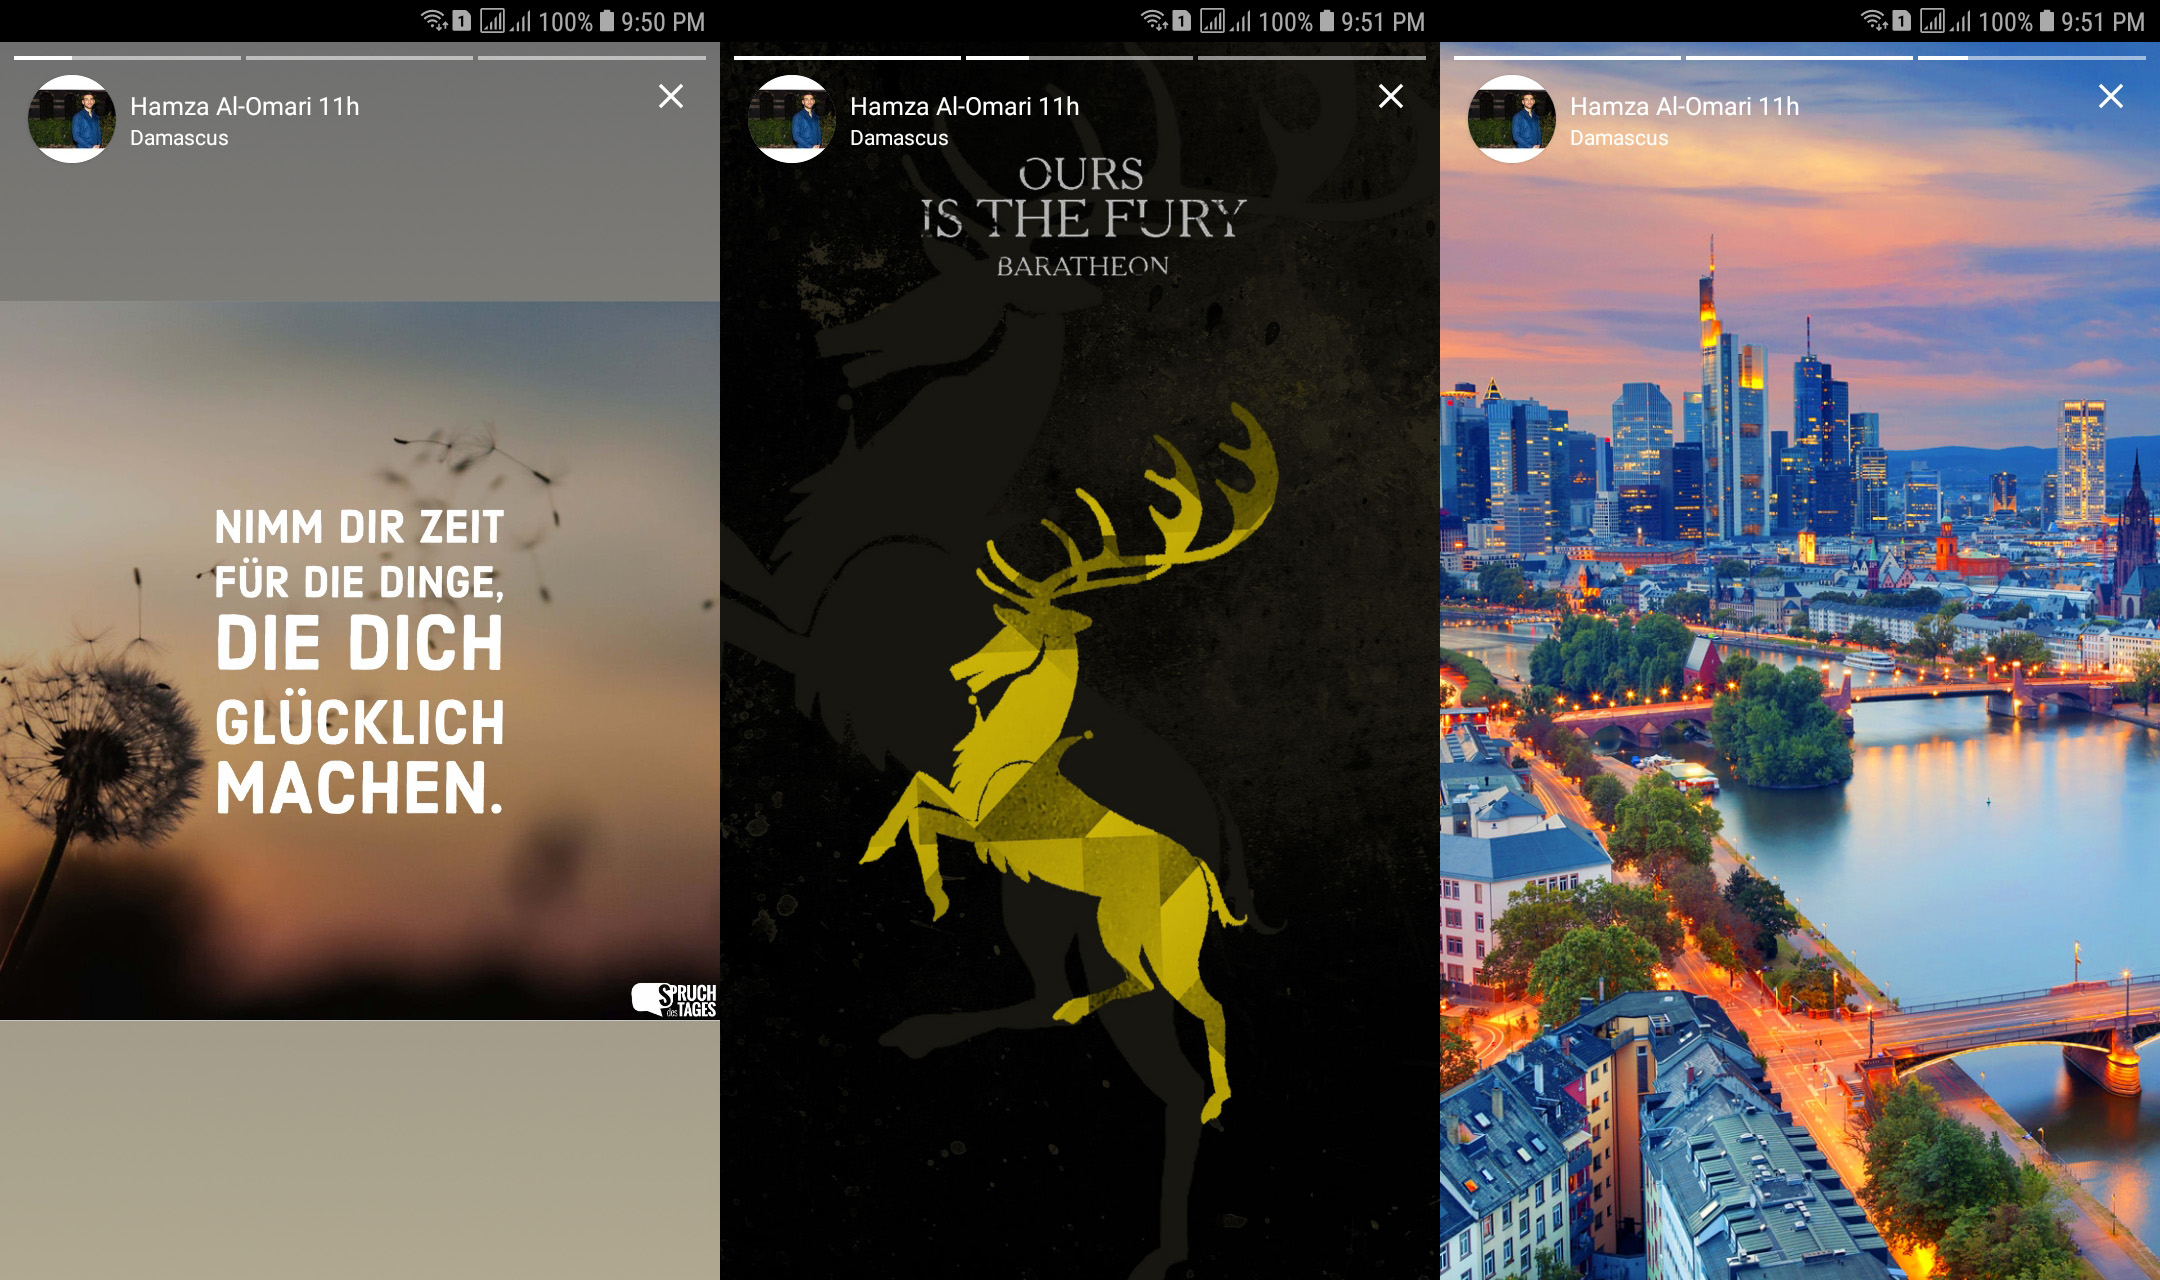 1 100% 9:50 PM
Hamza Al-Omari 11h
Damascus
NIMM DIR ZEIT
FÜR DIE DINGE,
DIE DICH
GLÜCKLICH
MACHEN.
SPRUCH
des TAGES
1 100% 9:51 PM
Hamza Al-Omari 11h
Damascus
OURS
IS THE FURY
BARATHEON
1 100% 9:51 PM
Hamza Al-Omari 11h
Damascus